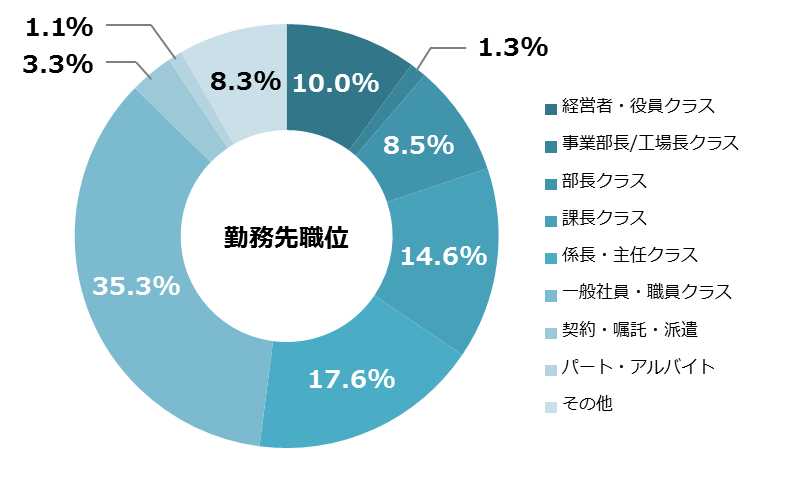 1.1%
3.3%
8.3%
10.0%
1.3%
8.5%
14.6%
17.6%
35.3%
勤務先職位
経営者・役員クラス
事業部長/工場長クラス
部長クラス
課長クラス
係長・主任クラス
一般社員・職員クラス
契約・嘱託・派遣
パート・アルバイト
その他